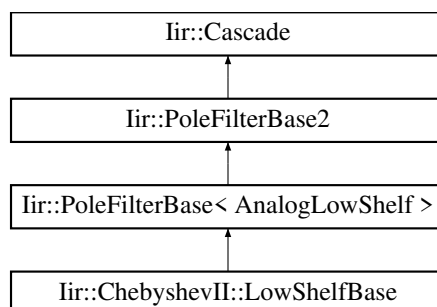 Iir::Cascade
Iir::PoleFilterBase2
Iir::PoleFilterBase< AnalogLowShelf >
Iir::ChebyshevII::LowShelfBase